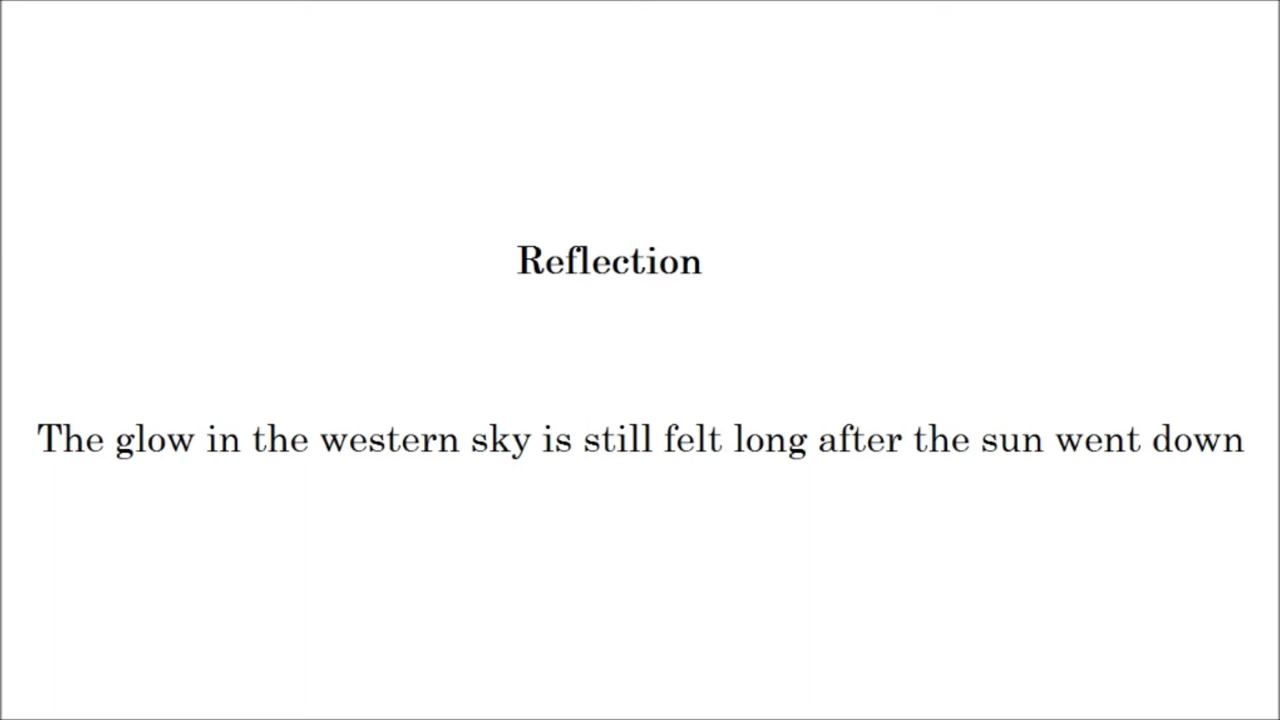 Reflection
The glow in the western sky is still felt long after the sun went down